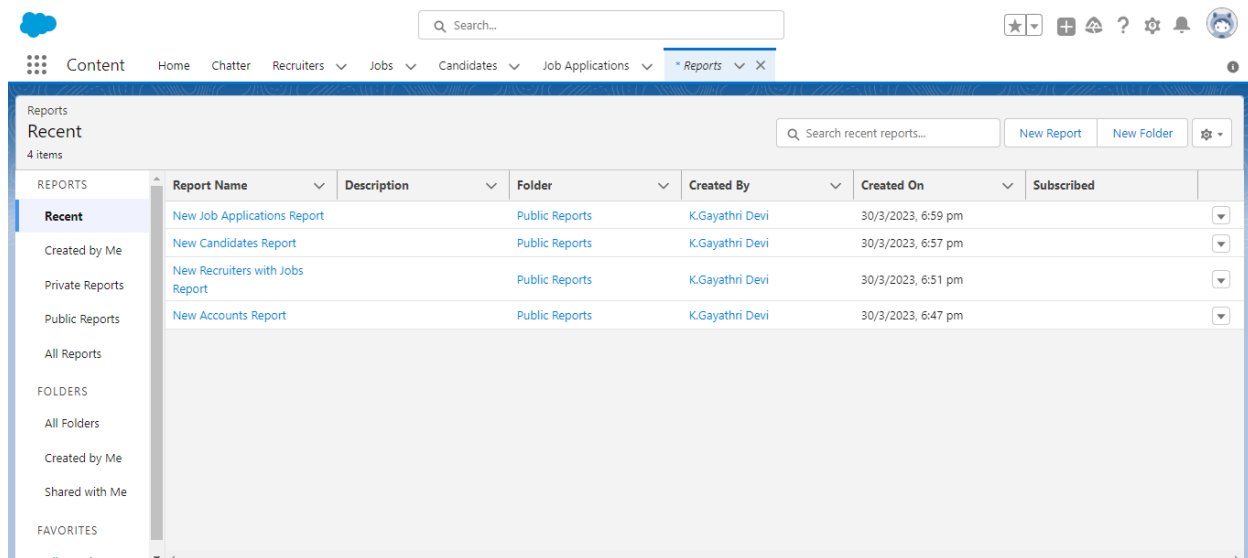 Search...
Content Home Chatter Recruiters Jobs Candidates Job Applications * Reports
Reports
Recent
4 items
Search recent reports...
New Report New Folder
REPORTS
Recent
Created by Me
Private Reports
Public Reports
All Reports
FOLDERS
All Folders
Created by Me
Shared with Me
FAVORITES
Report Name Description Folder Created By Created On Subscribed
New Job Applications Report Public Reports K.Gayathri Devi 30/3/2023, 6:59 pm
New Candidates Report Public Reports K.Gayathri Devi 30/3/2023, 6:57 pm
New Recruiters with Jobs
Report Public Reports K.Gayathri Devi 30/3/2023, 6:51 pm
New Accounts Report Public Reports K.Gayathri Devi 30/3/2023, 6:47 pm